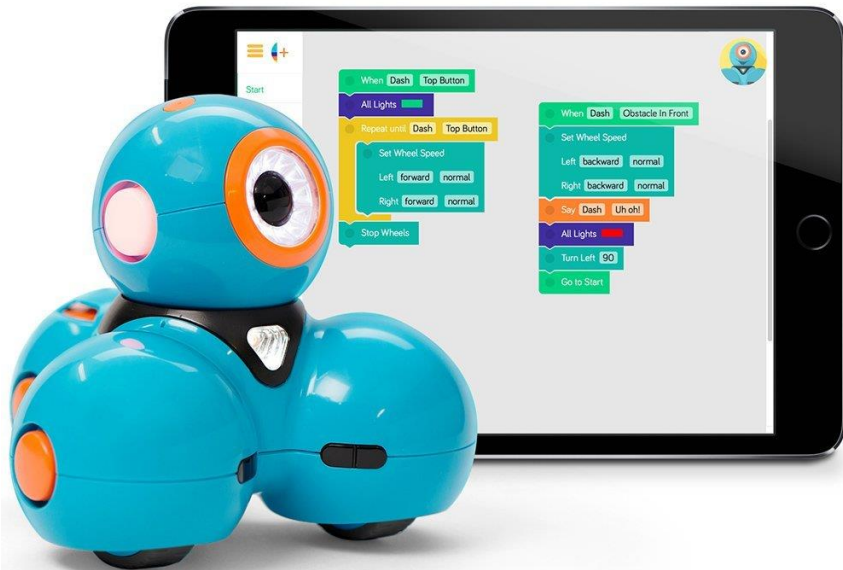 Start
When Dash Top Button
All Lights
Repeat until Dash Top Button
Set Wheel Speed
Left forward normal
Right forward normal
Stop Wheels
When Dash Obstacle In Front
Set Wheel Speed
Left backward normal
Right backward normal
Say Dash Uh oh!
All Lights
Turn Left 90
Go to Start